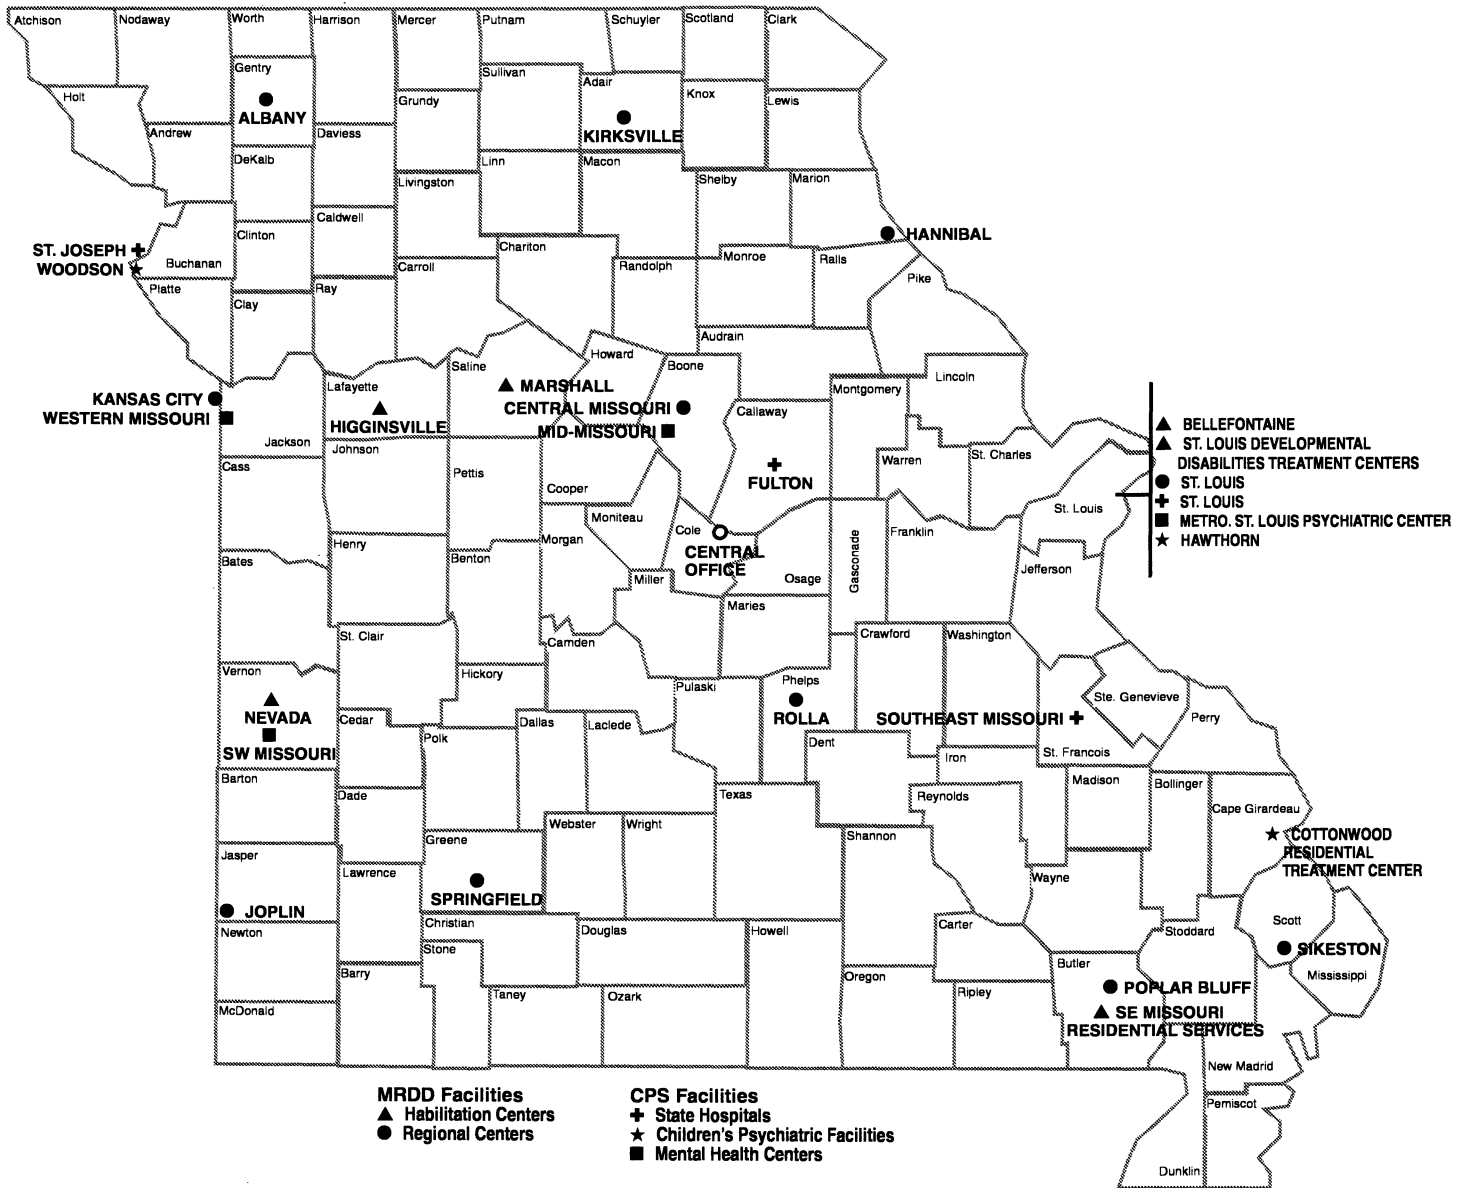 Atchison
Nodaway
Worth
Harrison
Mercer
Putnam
Schuyler
Scotland
Clark
Gentry
Sullivan
Adair
Holt
ALBANY
Grundy
Knox
Lewis
Andrew
Daviess
KIRKSVILLE
DeKalb
Linn
Macon
Livingston
Shelby
Marion
Caldwell
Clinton
HANNIBAL
ST. JOSEPH
WOODSON
Buchanan
Chariton
Carroll
Randolph
Monroe
Ralls
Pike
Platte
Clay
Ray
Audrain
Saline
Howard
Boone
Lafayette
MARSHALL
Montgomery
Lincoln
KANSAS CITY
WESTERN MISSOURI
CENTRAL MISSOURI
Callaway
HIGGINSVILLE
MID-MISSOURI
BELLEFONTAINE
ST. LOUIS DEVELOPMENTAL
DISABILITIES TREATMENT CENTERS
ST. LOUIS
ST. LOUIS
METRO. ST. LOUIS PSYCHIATRIC CENTER
HAWTHORN
Jackson
Johnson
Cass
Pettis
Warren
St. Charles
FULTON
Cooper
St. Louis
Moniteau
Cole
Franklin
Henry
Morgan
CENTRAL
OFFICE
Bates
Benton
Miller
Osage
Gasconade
Jefferson
Maries
St. Clair
Camden
Crawford
Washington
Vernon
Hickory
Pulaski
Phelps
Ste. Genevieve
NEVADA
Cedar
Dallas
Laclede
ROLLA
SOUTHEAST MISSOURI
Perry
SW MISSOURI
Polk
Dent
Iron
St. Francois
Barton
Dade
Texas
Reynolds
Madison
Bollinger
Cape Girardeau
Webster
Wright
Greene
Shannon
COTTONWOOD
RESIDENTIAL
TREATMENT CENTER
Jasper
Lawrence
Wayne
SPRINGFIELD
JOPLIN
Newton
Christian
Douglas
Howell
Carter
Stoddard
Scott
Stone
SIKESTON
Barry
Oregon
Butler
Mississippi
Taney
Ozark
Ripley
POPLAR BLUFF
McDonald
SE MISSOURI
RESIDENTIAL SERVICES
New Madrid
Pemiscot
Dunklin
MRDD Facilities
Habilitation Centers
Regional Centers
CPS Facilities
State Hospitals
Children's Psychiatric Facilities
Mental Health Centers